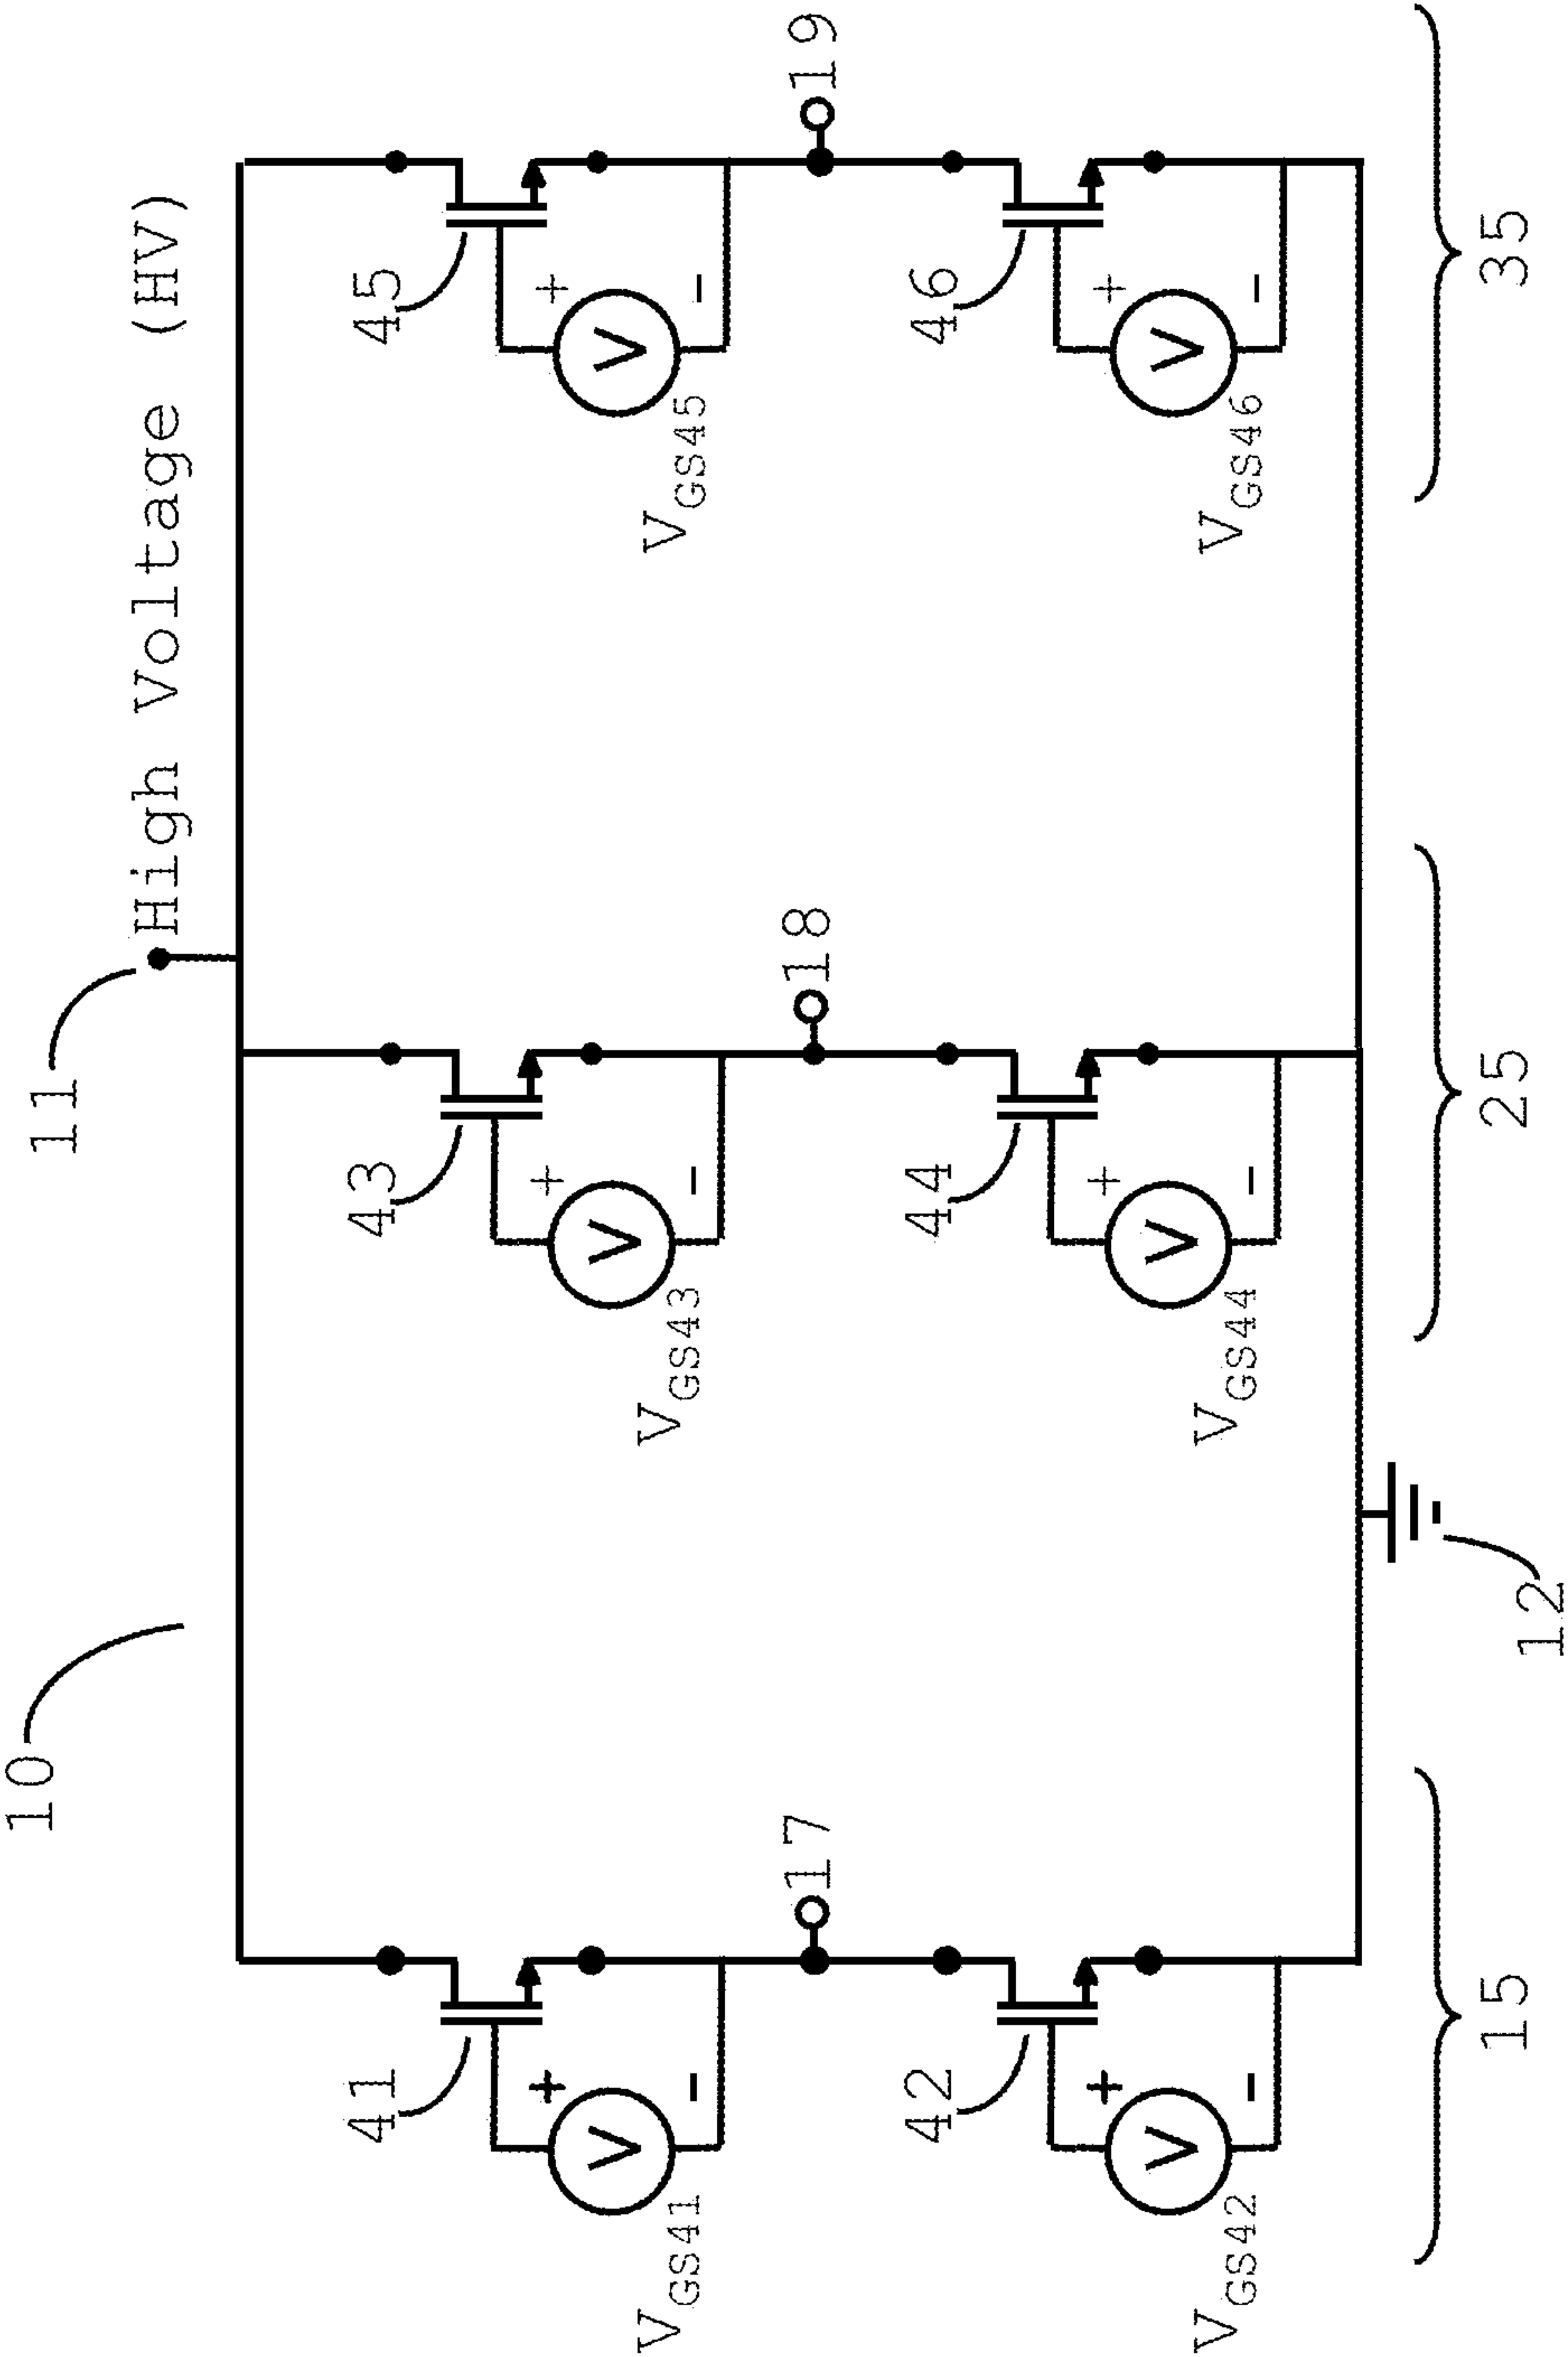 10
11
High Voltage (HV)
41
43
45
+
+
+
V
V
V
-
-
-
VGS41
VGS43
VGS45
17
18
19
42
44
46
+
+
+
V
V
V
-
-
-
VGS42
VGS44
VGS46
12
15
25
35